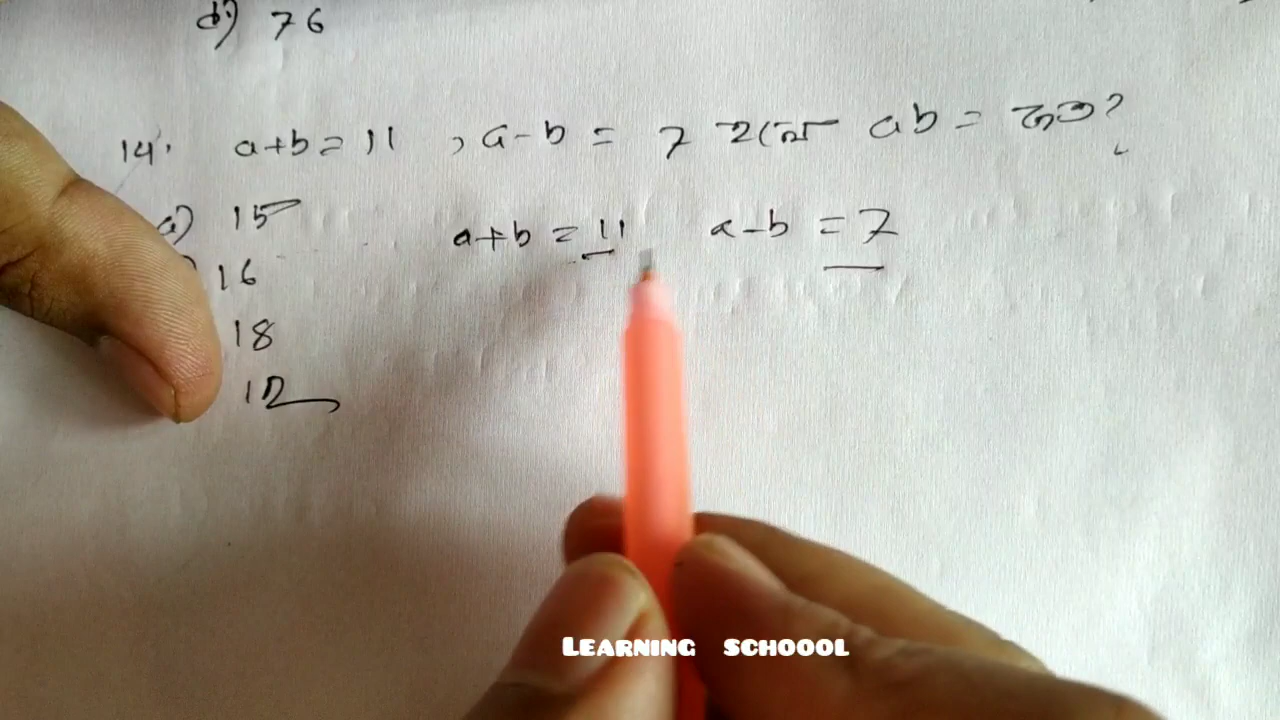 d) 76
14. a+b = 11 , a-b = 7 হলে ab = কত?
a) 15
a+b = 11 a-b = 7
16
18
12
LEARNING SCHOOOL